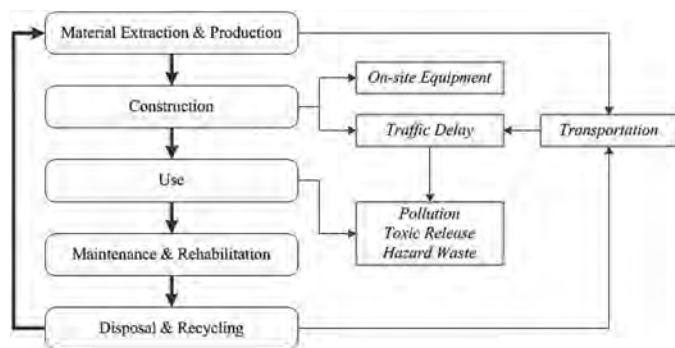 Material Extraction & Production
On-site Equipment
Construction
Traffic Delay
Transportation
Use
Pollution
Toxic Release
Hazard Waste
Maintenance & Rehabilitation
Disposal & Recycling